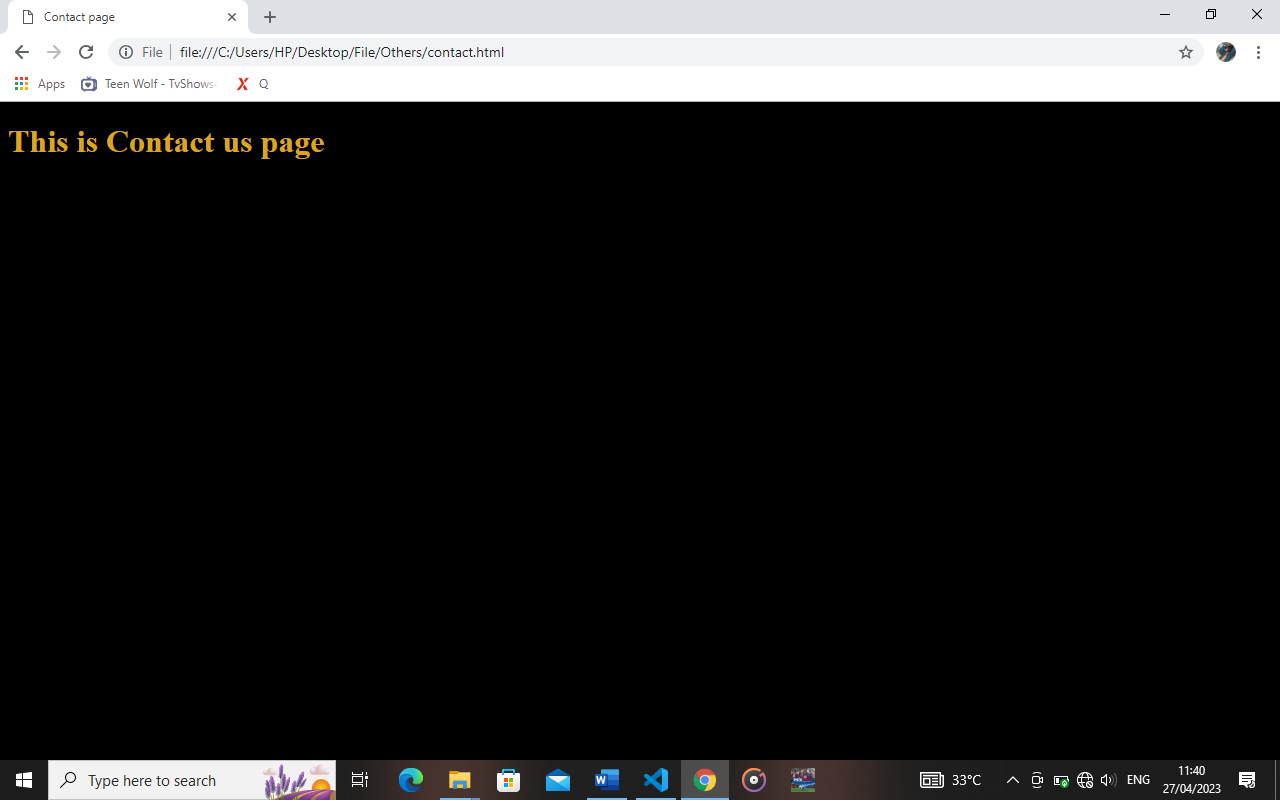 Contact page
File
file:///C:/Users/HP/Desktop/File/Others/contact.html
Apps
Teen Wolf - TvShows
Q
This is Contact us page
Type here to search
33°C
ENG
11:40
27/04/2023